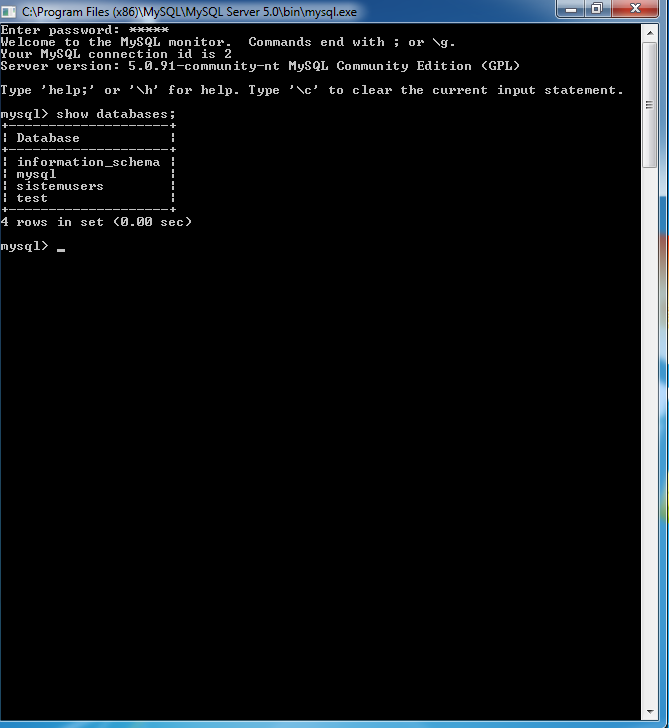 C:\Program Files (x86)\MySQL\MySQL Server 5.0\bin\mysql.exe
Enter password: *****
Welcome to the MySQL monitor.  Commands end with ; or \g.
Your MySQL connection id is 2
Server version: 5.0.91-community-nt MySQL Community Edition (GPL)
Type 'help;' or '\h' for help. Type '\c' to clear the current input statement.
mysql> show databases;
+--------------------+
| Database           |
+--------------------+
| information_schema |
| mysql              |
| sistemusers        |
| test               |
+--------------------+
4 rows in set (0.00 sec)
mysql> _